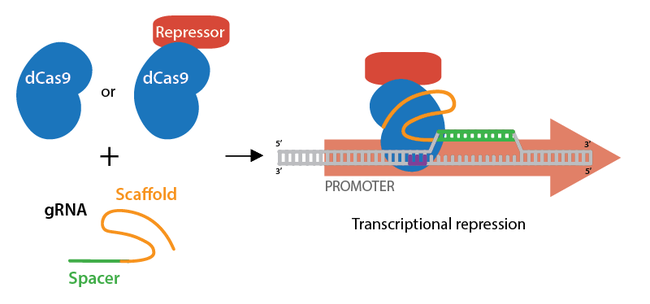 Repressor
dCas9
or
dCas9
+
gRNA
Scaffold
Spacer
5′
3′
3′
5′
PROMOTER
Transcriptional repression